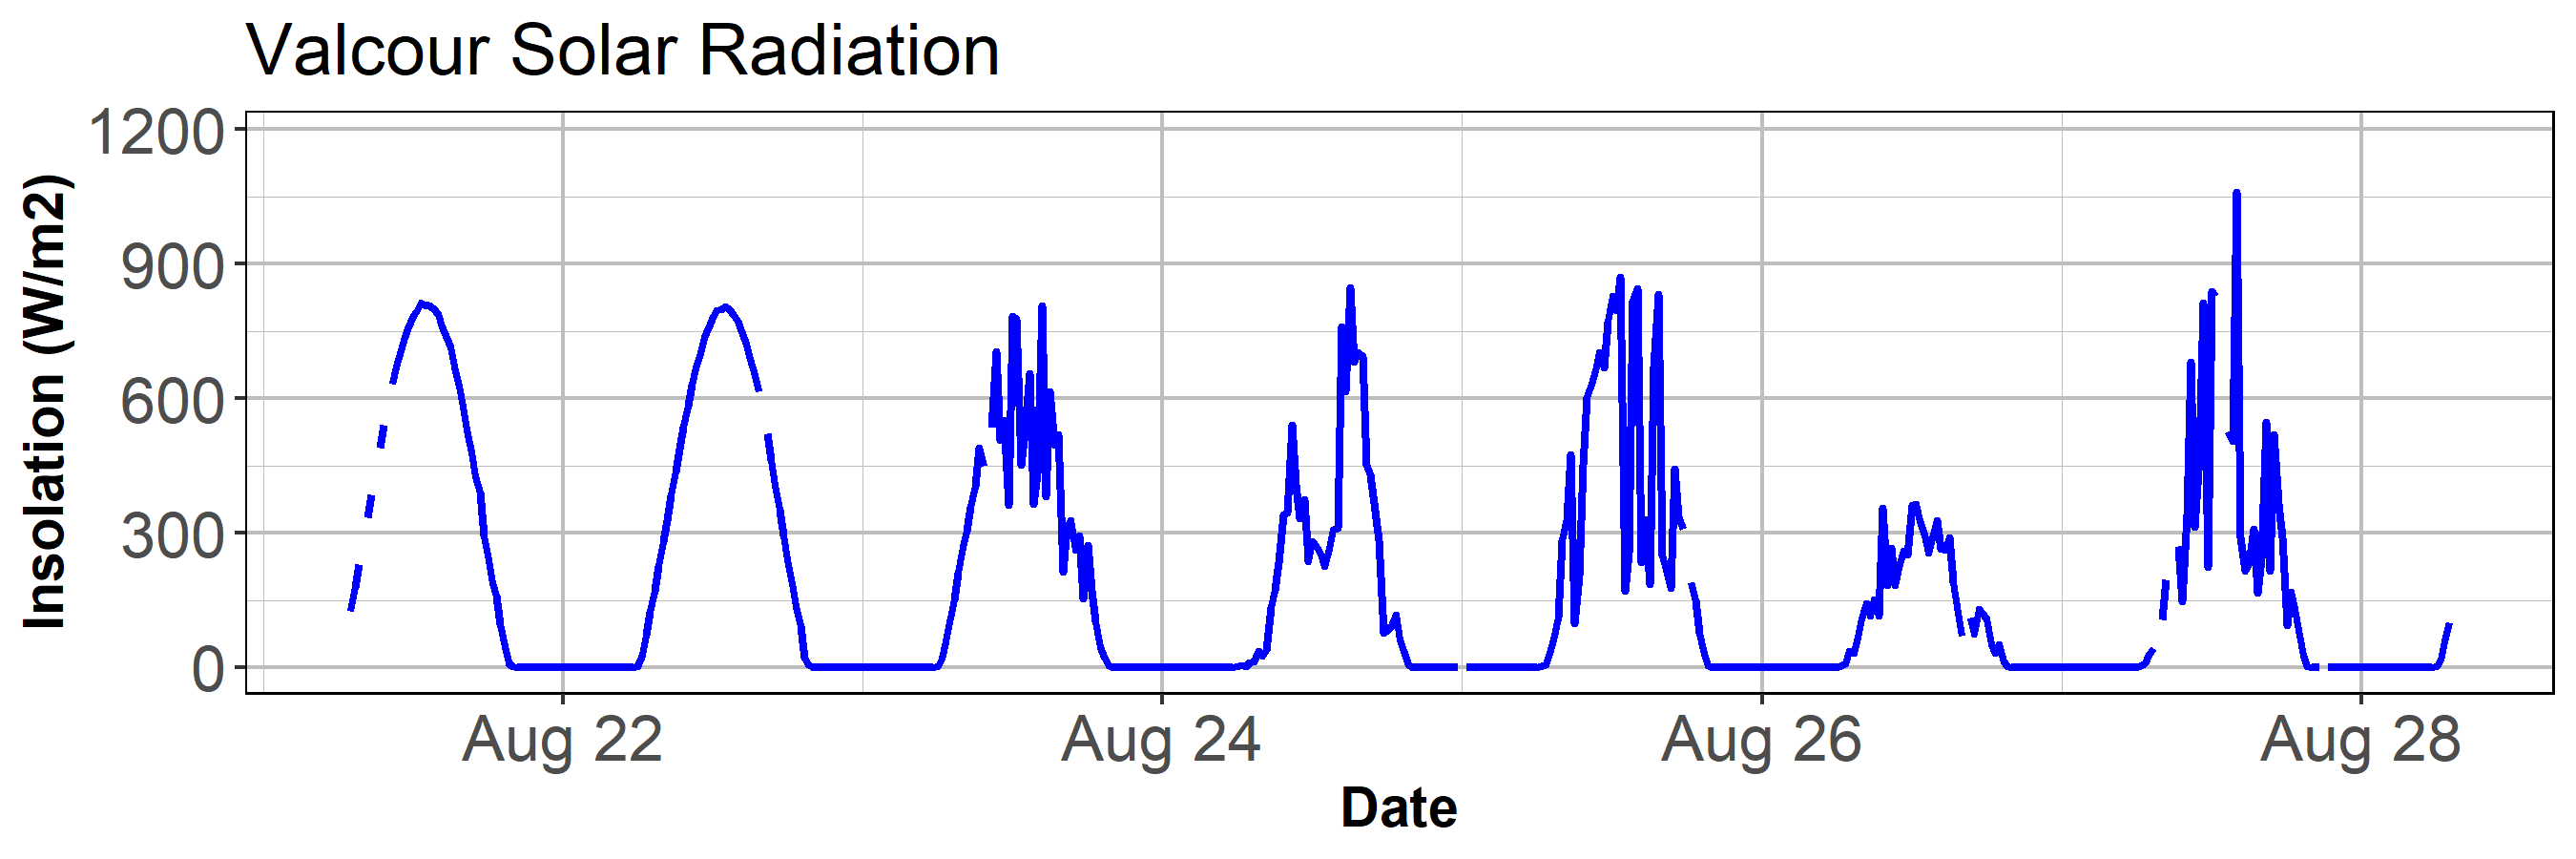 Valcour Solar Radiation
1200
900
600
300
0
Insolation (W/m2)
Aug 22
Aug 24
Aug 26
Aug 28
Date